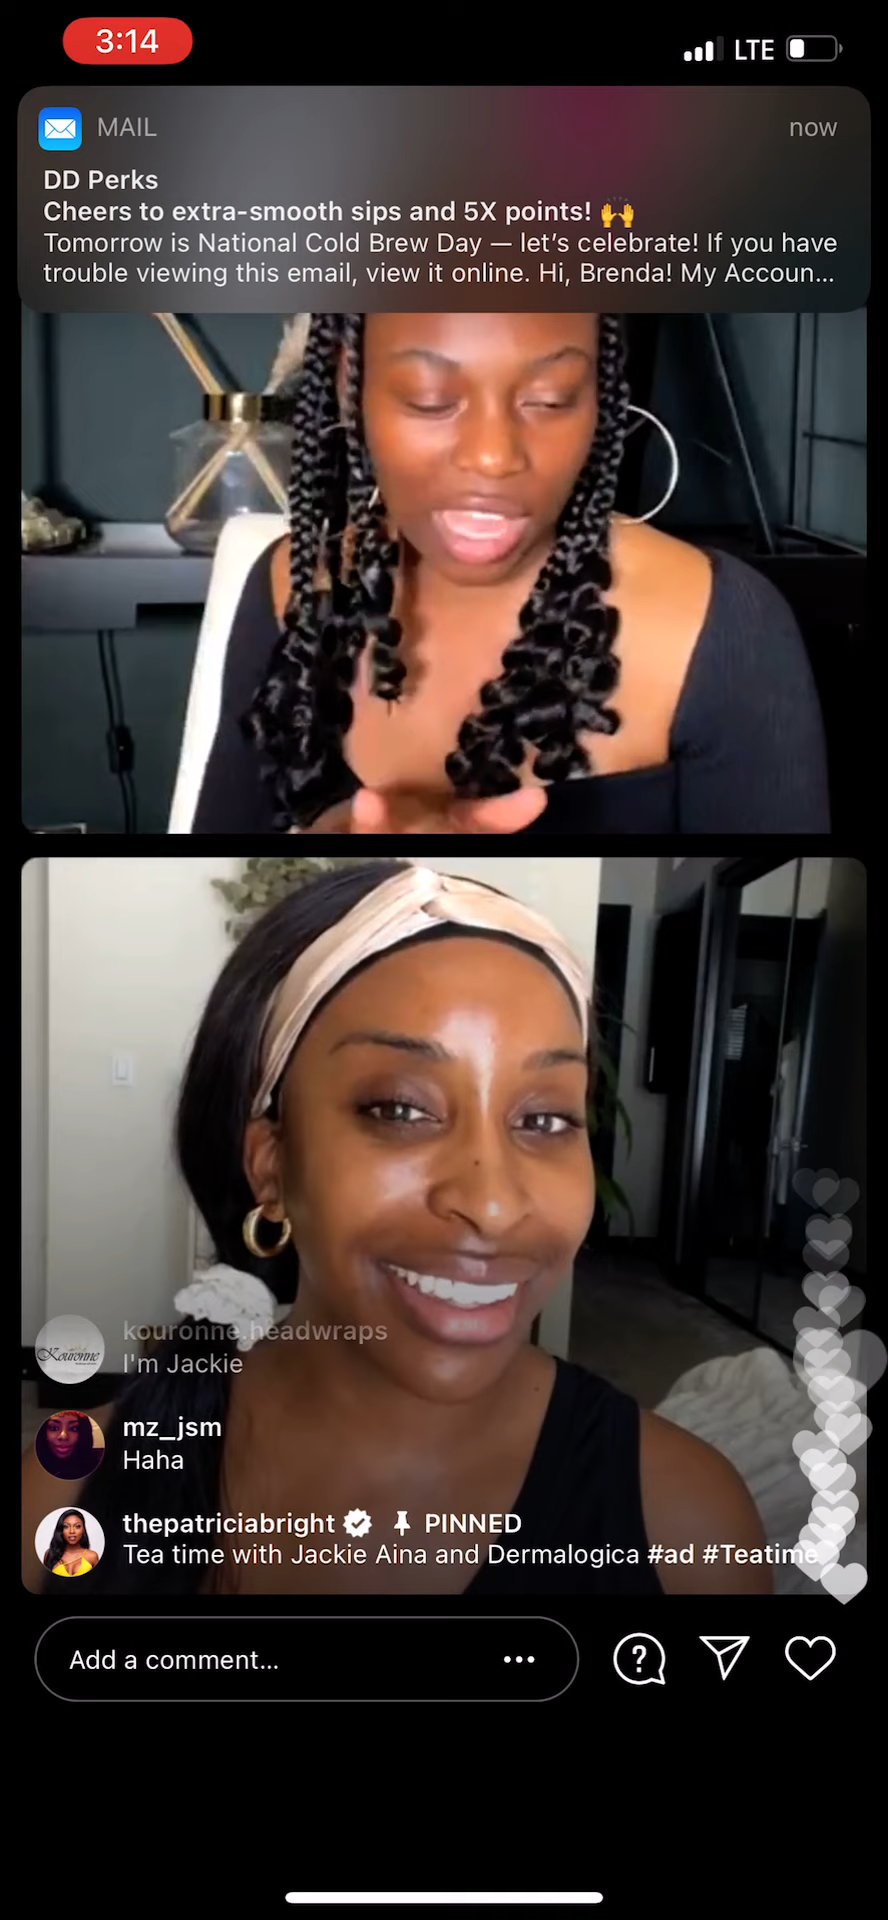 3:14
LTE
MAIL
now
DD Perks
Cheers to extra-smooth sips and 5X points! 🙌
Tomorrow is National Cold Brew Day — let's celebrate! If you have
trouble viewing this email, view it online. Hi, Brenda! My Accoun...
kouronne.headwraps
Kouronne
I'm Jackie
mz_jsm
Haha
thepatriciabright PINNED
Tea time with Jackie Aina and Dermalogica #ad #Teatime
Add a comment...
?